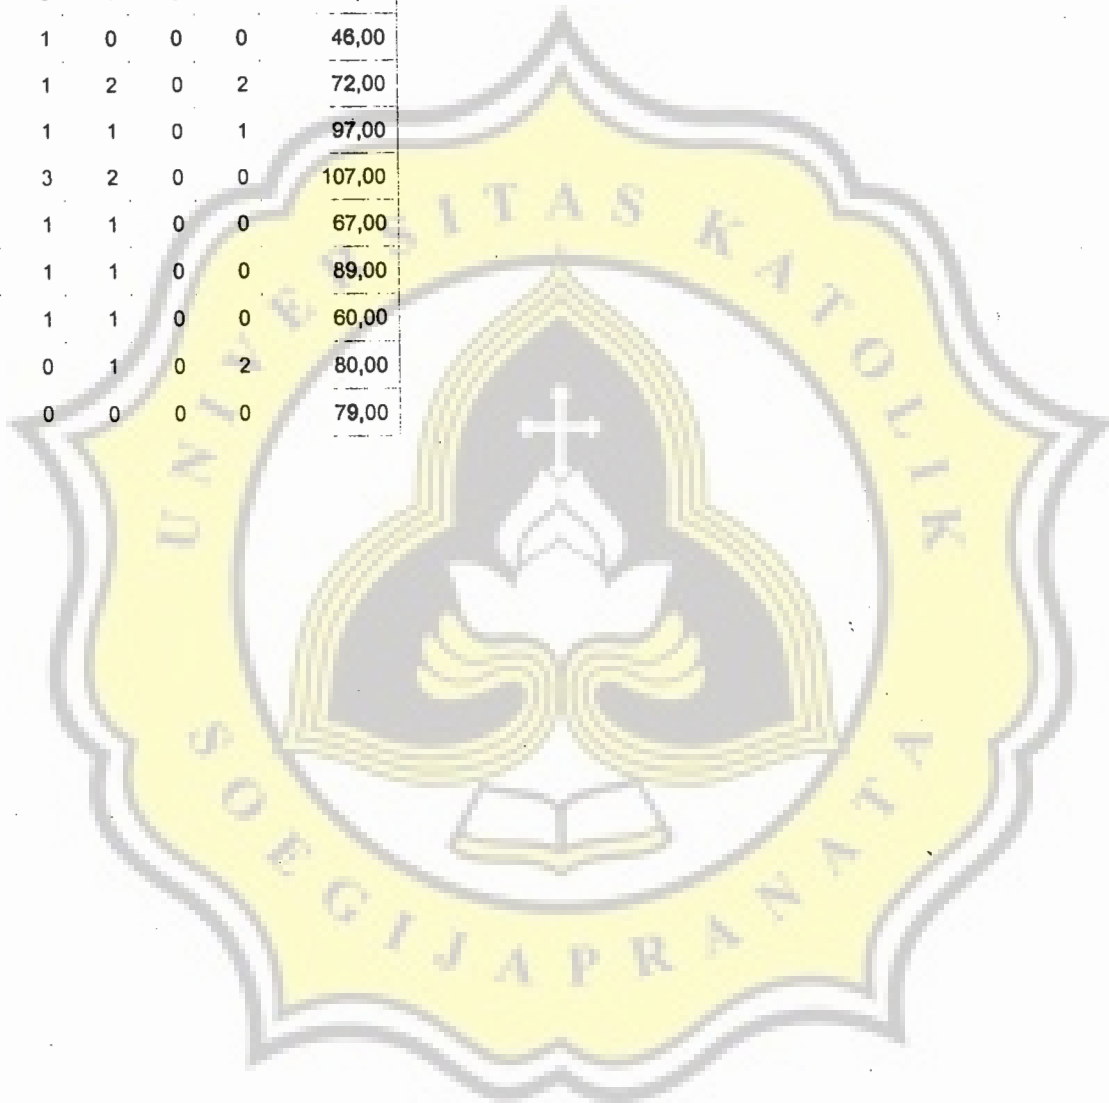 1 0 0 0 46,00
1 2 0 2 72,00
1 1 0 1 97,00
3 2 0 0 107,00
1 1 0 0 67,00
1 1 0 0 89,00
1 1 0 0 60,00
0 1 0 2 80,00
0 0 0 0 79,00
UNIVERSITAS KATOLIK
SOEGIJAPRANATA